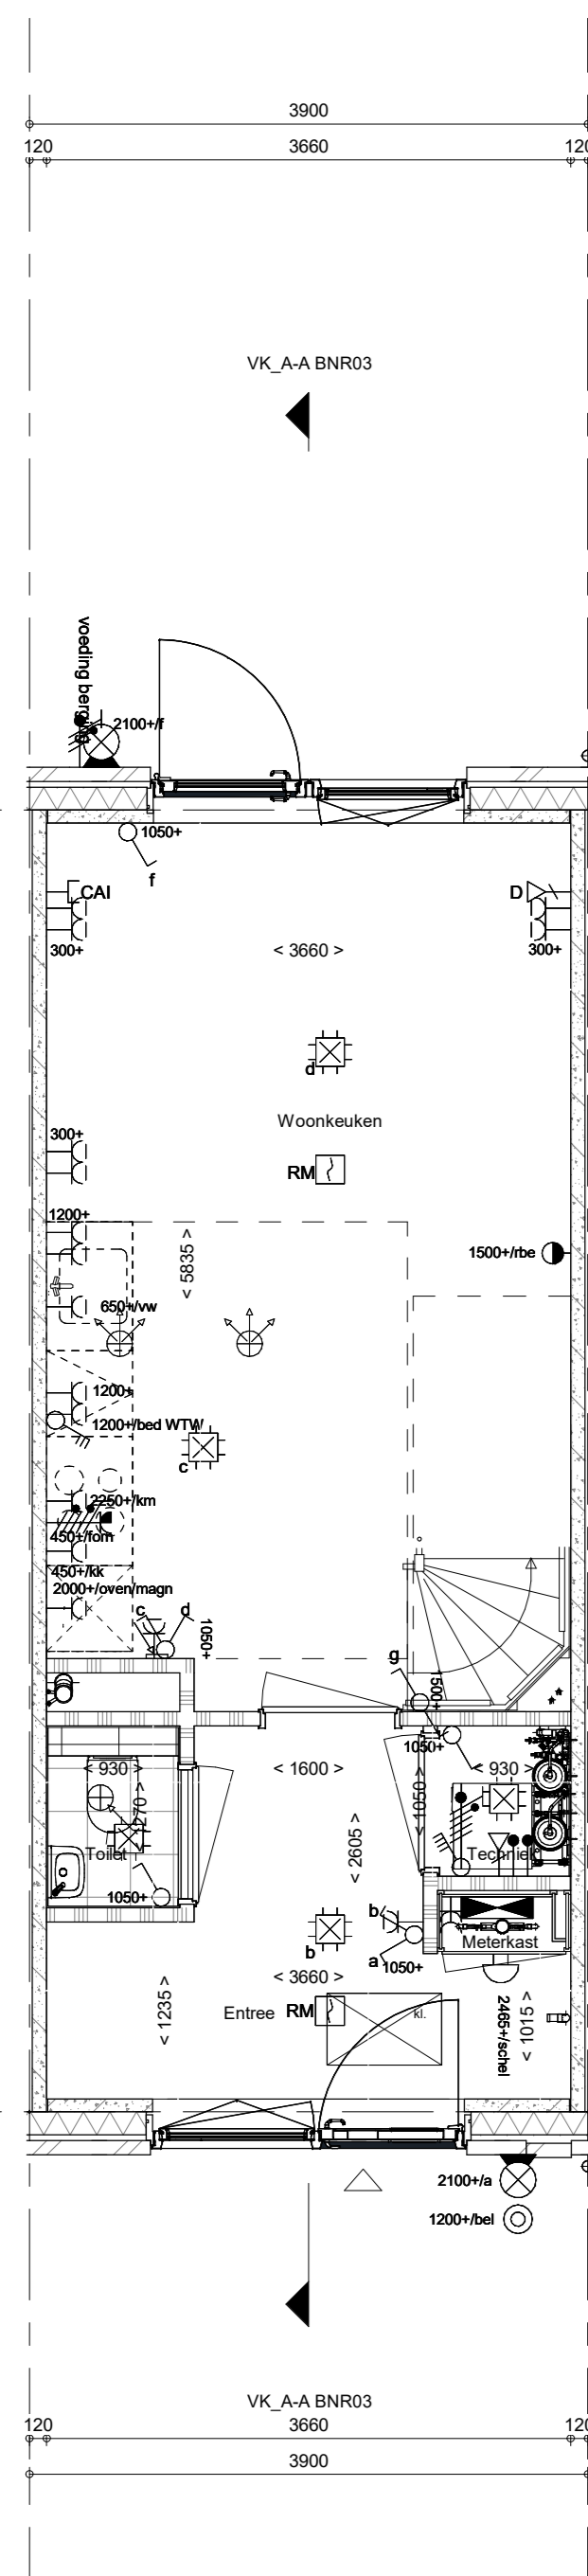 3900
120 3660 120
VK_A-A BNR03
voeding berging
2100+/f
1050+
f
CAI D
300+ 300+
< 3660 >
d
Woonkeuken
300+
RM
1200+
< 5835 >
1500+/rbe
650+/vw
1200+
1200+/bed WTW
c
2250+/km
450+/forn
450+/kk
2000+/oven/magn
c d
1050+
g
1500+
1050+
< 930 > < 1600 > < 930 >
< 1050 >
< 2605 >
Toilet Techniek
1050+
b
b
a 1050+
Meterkast
< 3660 >
< 1235 >
Entree RM kl.
2465+/schel
< 1015 >
2100+/a
1200+/bel
VK_A-A BNR03
120 3660 120
3900